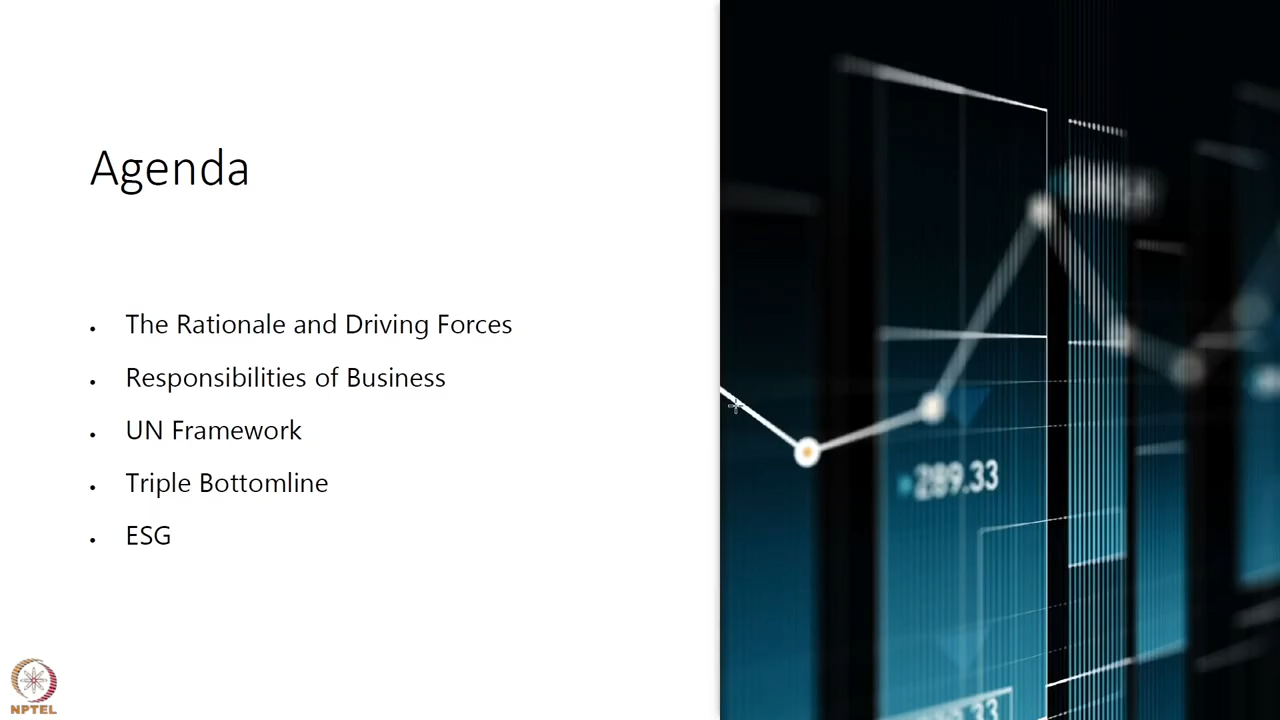 Agenda
• The Rationale and Driving Forces
• Responsibilities of Business
• UN Framework
• Triple Bottomline
• ESG
289.33
NPTEL